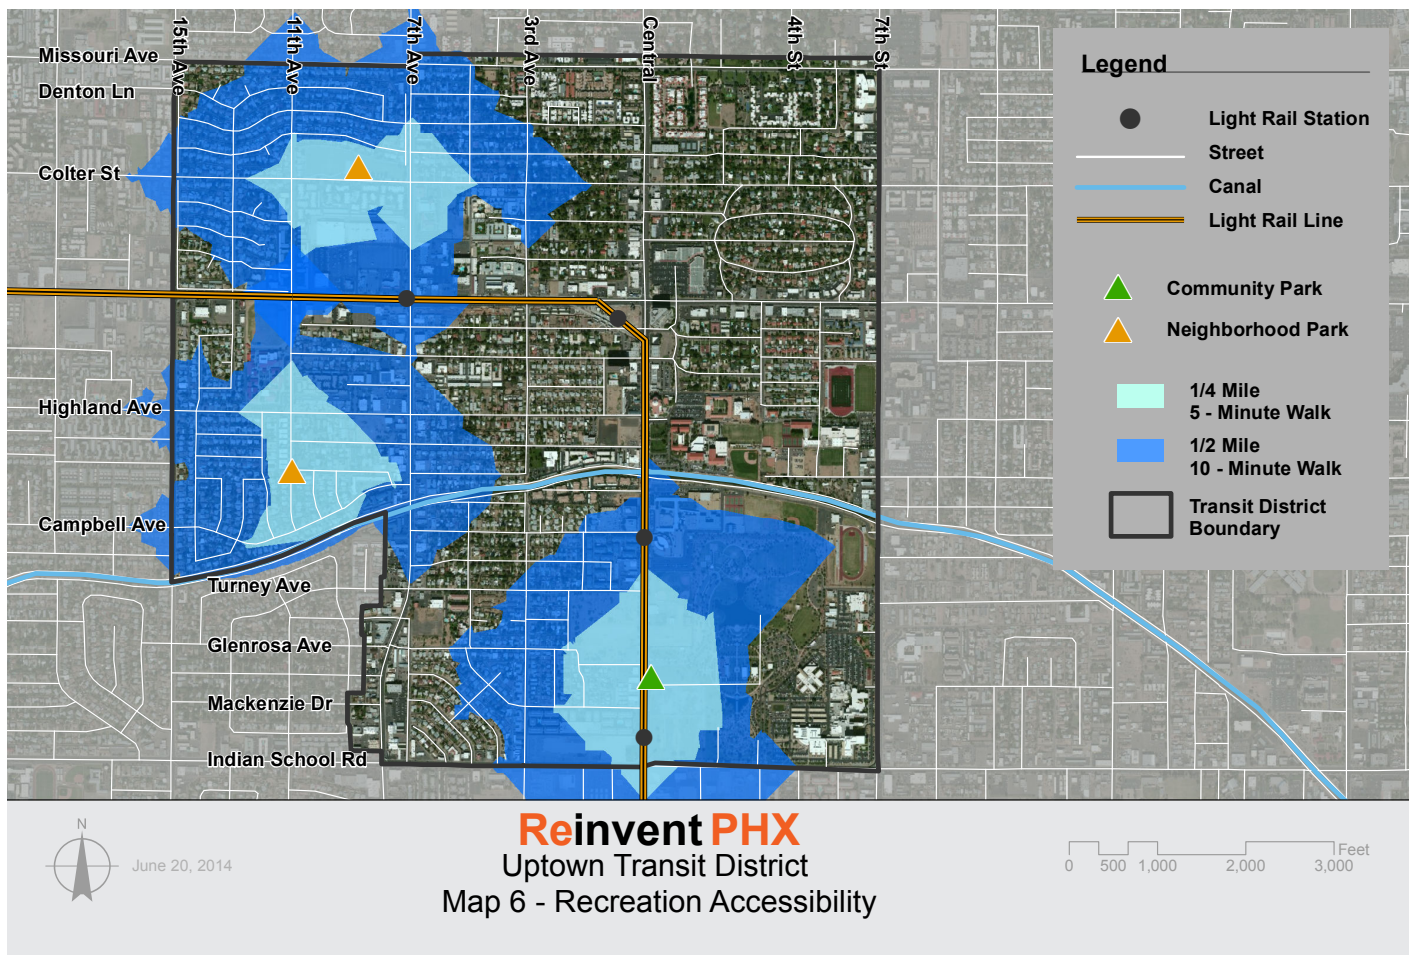 15th Ave
11th Ave
7th Ave
3rd Ave
Central
4th St
7th St
Missouri Ave
Denton Ln
Colter St
Highland Ave
Campbell Ave
Turney Ave
Glenrosa Ave
Mackenzie Dr
Indian School Rd
Legend
Light Rail Station
Street
Canal
Light Rail Line
Community Park
Neighborhood Park
1/4 Mile
5 - Minute Walk
1/2 Mile
10 - Minute Walk
Transit District
Boundary
N
June 20, 2014
Reinvent PHX
Uptown Transit District
Map 6 - Recreation Accessibility
Feet
0 500 1,000 2,000 3,000